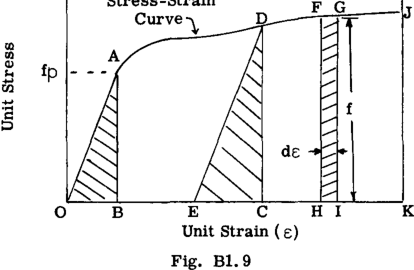 Stress-Strain
Curve
F G J
D
A
fp
f
dε
O B E C H I K
Unit Stress
Unit Strain (ε)
Fig. B1.9